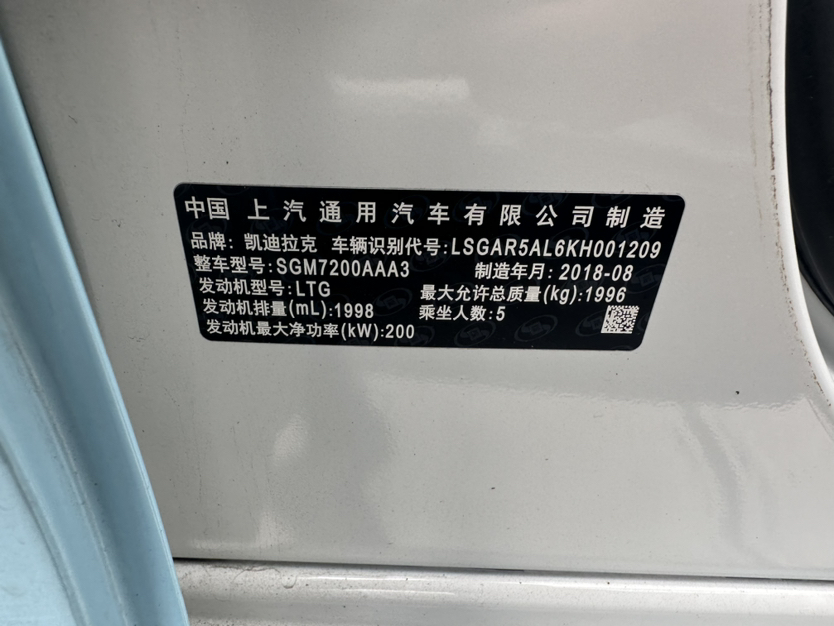 中国上汽通用汽车有限公司制造
品牌: 凯迪拉克 车辆识别代号:LSGAR5AL6KH001209
整车型号:SGM7200AAA3 制造年月: 2018-08
发动机型号:LTG 最大允许总质量(kg):1996
发动机排量(mL):1998 乘坐人数:5
发动机最大净功率(kW):200